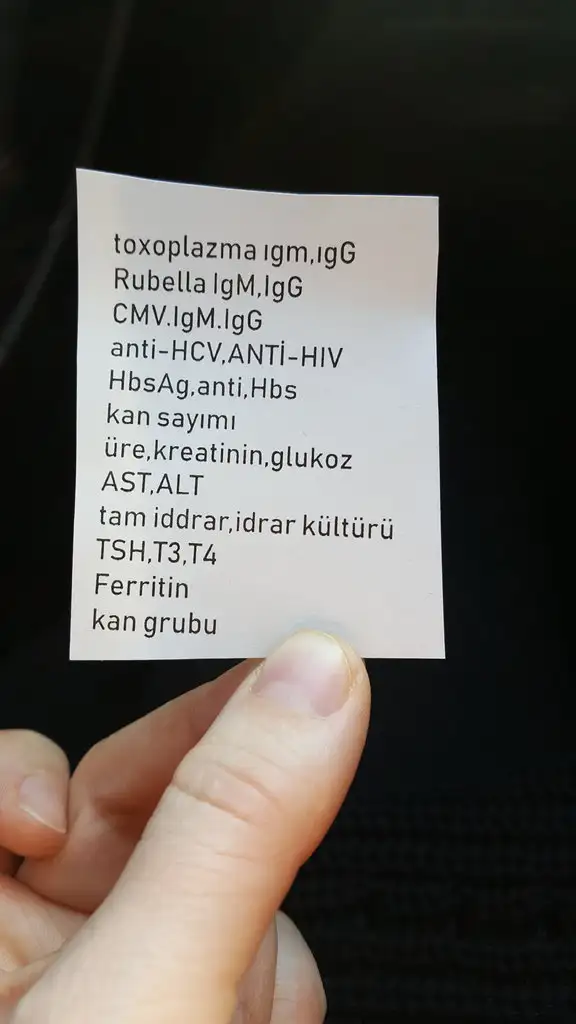 toxoplazma ıgm,ıgG
Rubella IgM,IgG
CMV.IgM.IgG
anti-HCV,ANTİ-HIV
HbsAg,anti,Hbs
kan sayımı
üre,kreatinin,glukoz
AST,ALT
tam iddrar,idrar kültürü
TSH,T3,T4
Ferritin
kan grubu